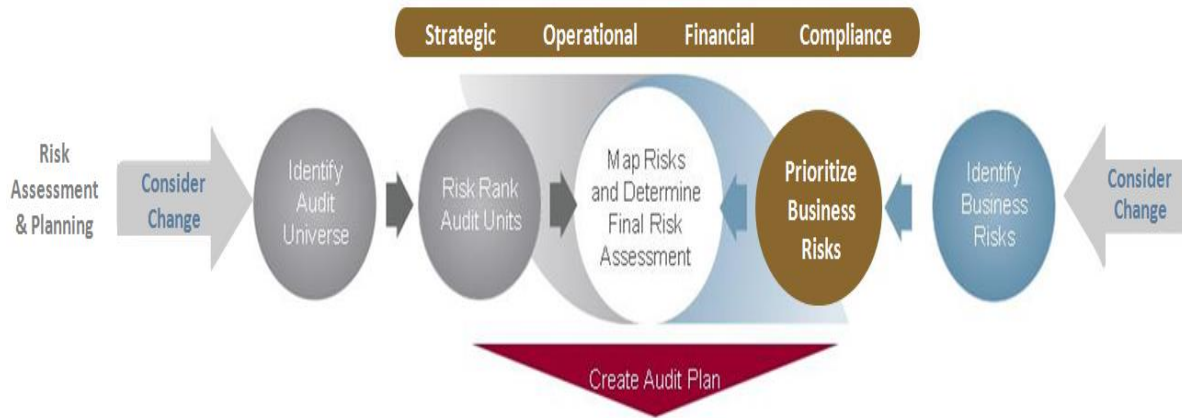 Strategic Operational Financial Compliance
Risk
Assessment
& Planning
Consider
Change
Identify
Audit
Universe
Risk Rank
Audit Units
Map Risks
and Determine
Final Risk
Assessment
Prioritize
Business
Risks
Identify
Business
Risks
Consider
Change
Create Audit Plan